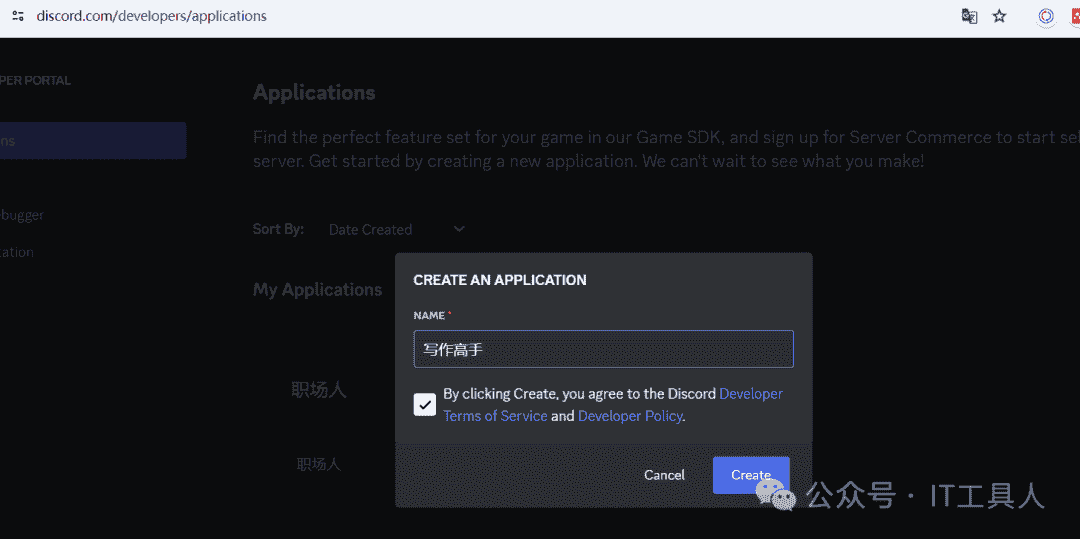 discord.com/developers/applications
PER PORTAL
ns
bugger
tation
Applications
Find the perfect feature set for your game in our Game SDK, and sign up for Server Commerce to start sel
server. Get started by creating a new application. We can't wait to see what you make!
Sort By: Date Created
My Applications
职场人
职场人
CREATE AN APPLICATION
NAME *
写作高手
By clicking Create, you agree to the Discord Developer
Terms of Service and Developer Policy.
Cancel Create
公众号 · IT工具人